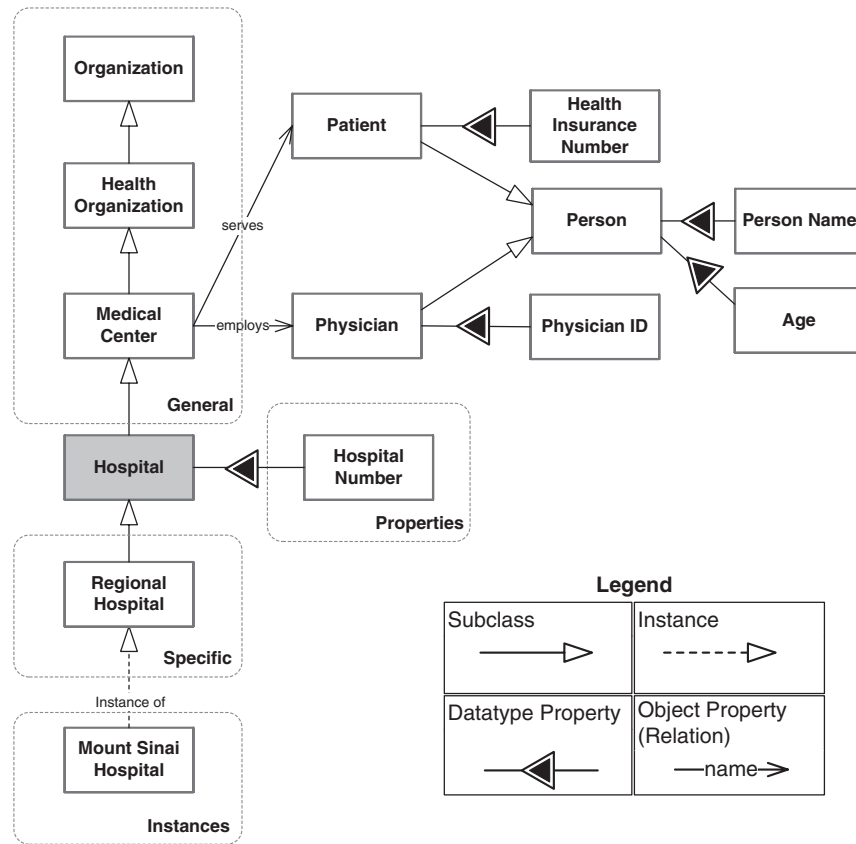 Organization
Health
Organization
Medical
Center
General
serves
employs
Patient
Health
Insurance
Number
Person
Person Name
Physician
Physician ID
Age
Hospital
Hospital
Number
Properties
Regional
Hospital
Specific
Instance of
Mount Sinai
Hospital
Instances
Legend
Subclass
Instance
Datatype Property
Object Property
(Relation)
name